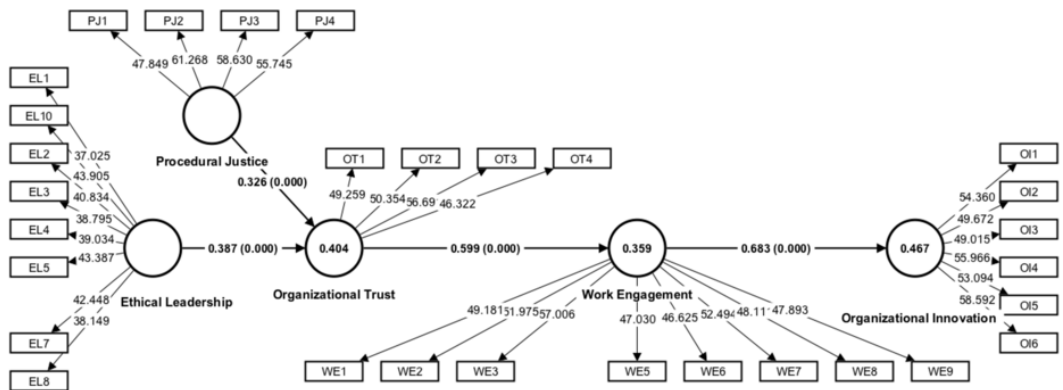 PJ1 PJ2 PJ3 PJ4
47.849 61.268 58.630 55.745
Procedural Justice
0.326 (0.000)
EL1
EL10
EL2
EL3
EL4
EL5
EL7
EL8
37.025
43.905
40.834
38.795
39.034
43.387
42.448
38.149
Ethical Leadership
0.387 (0.000)
OT1 OT2 OT3 OT4
49.259 50.354 56.69 46.322
0.404
Organizational Trust
0.599 (0.000)
0.359
Work Engagement
49.181 51.975 57.006 47.030 46.625 52.494 48.111 47.893
WE1 WE2 WE3 WE5 WE6 WE7 WE8 WE9
0.683 (0.000)
0.467
Organizational Innovation
54.360
49.672
49.015
55.966
53.094
58.592
OI1
OI2
OI3
OI4
OI5
OI6